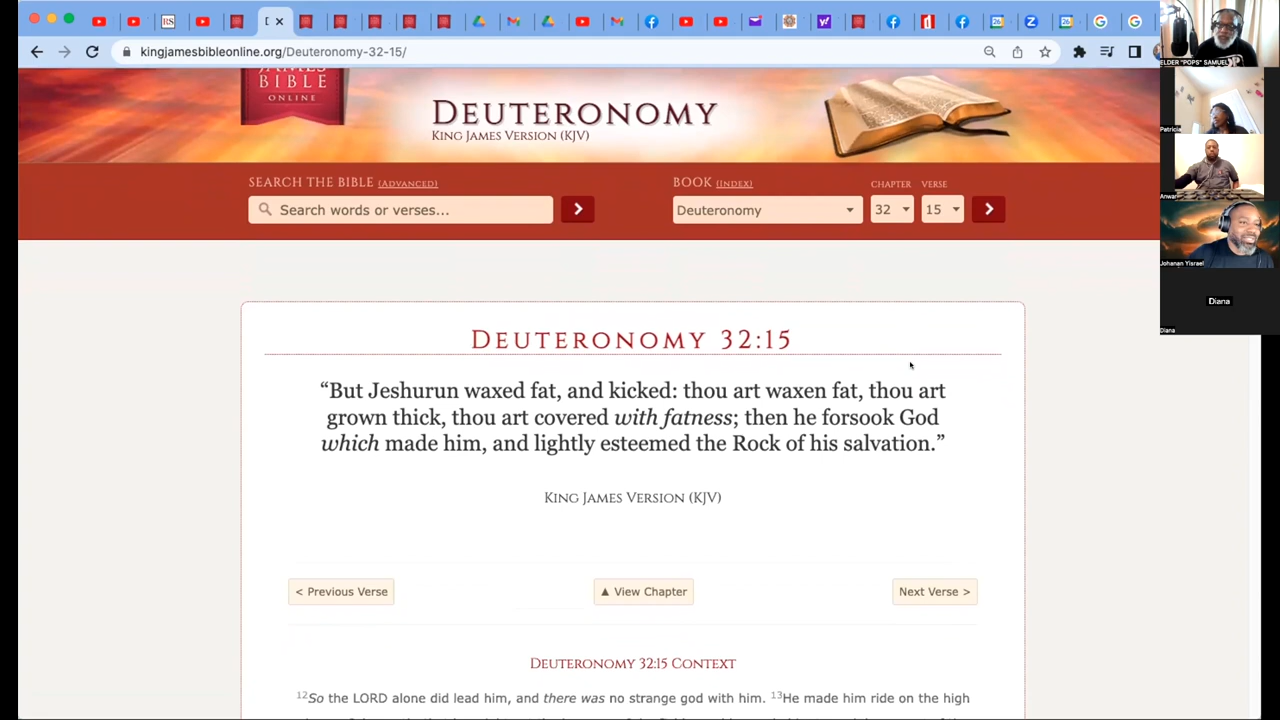 kingjamesbibleonline.org/Deuteronomy-32-15/
BIBLE
ONLINE
DEUTERONOMY
KING JAMES VERSION (KJV)
SEARCH THE BIBLE (ADVANCED)
BOOK (INDEX)
CHAPTER
VERSE
Search words or verses...
Deuteronomy
32
15
DEUTERONOMY 32:15
“But Jeshurun waxed fat, and kicked: thou art waxen fat, thou art
grown thick, thou art covered with fatness; then he forsook God
which made him, and lightly esteemed the Rock of his salvation.”
KING JAMES VERSION (KJV)
< Previous Verse
▲ View Chapter
Next Verse >
DEUTERONOMY 32:15 CONTEXT
12So the LORD alone did lead him, and there was no strange god with him. 13He made him ride on the high
ELDER "POPS" SAMUEL
Patricia
Anwar
Johanan Yisrael
Diana
Diana